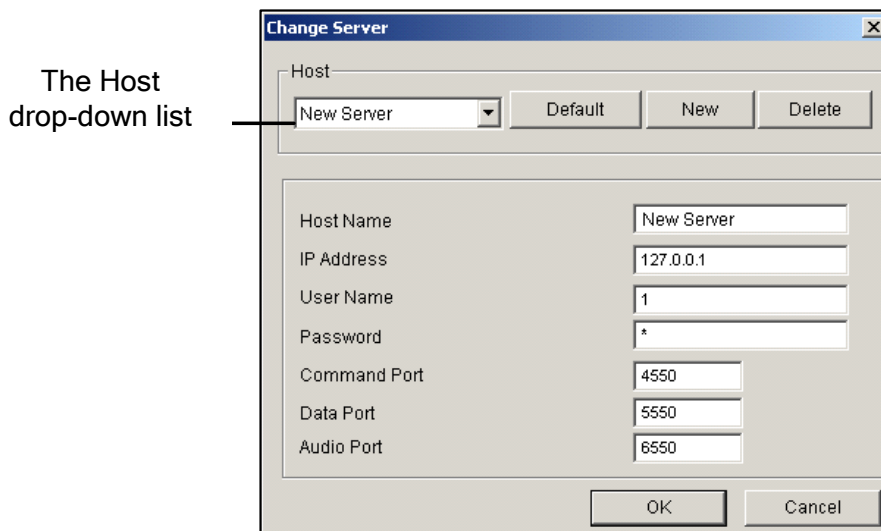 Change Server
The Host
drop-down list
Host
New Server
Default
New
Delete
Host Name
New Server
IP Address
127.0.0.1
User Name
1
Password
*
Command Port
4550
Data Port
5550
Audio Port
6550
OK
Cancel